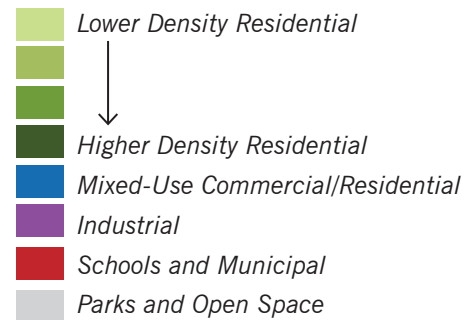 Lower Density Residential
Higher Density Residential
Mixed-Use Commercial/Residential
Industrial
Schools and Municipal
Parks and Open Space